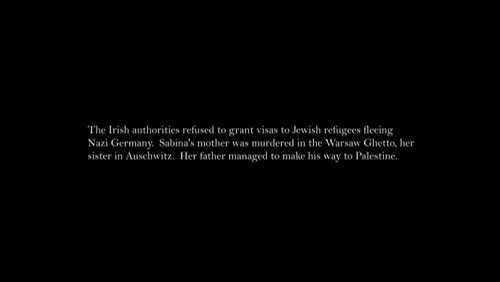 The Irish authorities refused to grant visas to Jewish refugees fleeing
Nazi Germany.  Sabina's mother was murdered in the Warsaw Ghetto, her
sister in Auschwitz.  Her father managed to make his way to Palestine.